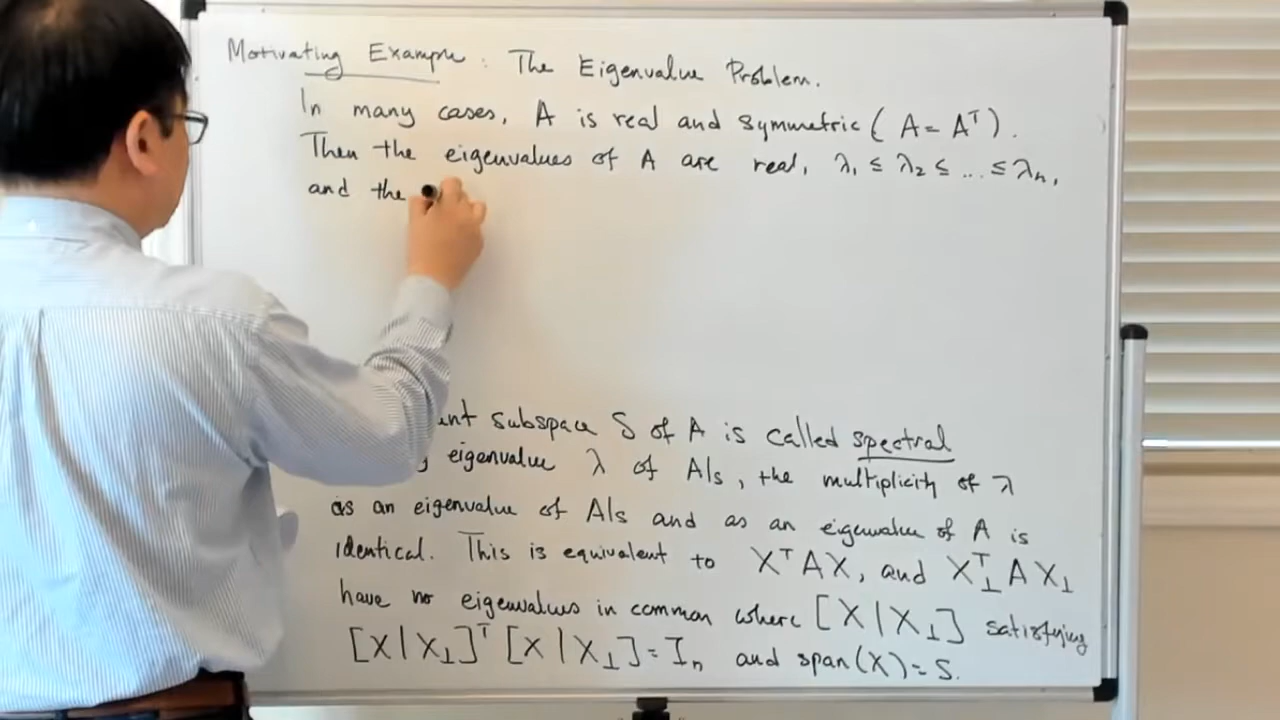 Motivating Example : The Eigenvalue Problem.
In many cases, A is real and symmetric ( A = Aᵀ ).
Then the eigenvalues of A are real, λ₁ ≤ λ₂ ≤ ... ≤ λₙ,
and the
subspace S of A is called spectral
eigenvalue λ of A|s, the multiplicity of λ
as an eigenvalue of A|s and as an eigenvalue of A is
identical. This is equivalent to XᵀAX, and X⊥ᵀAX⊥
have no eigenvalues in common where [X|X⊥] satisfying
[X|X⊥]ᵀ[X|X⊥] = Iₙ and span(X) = S.